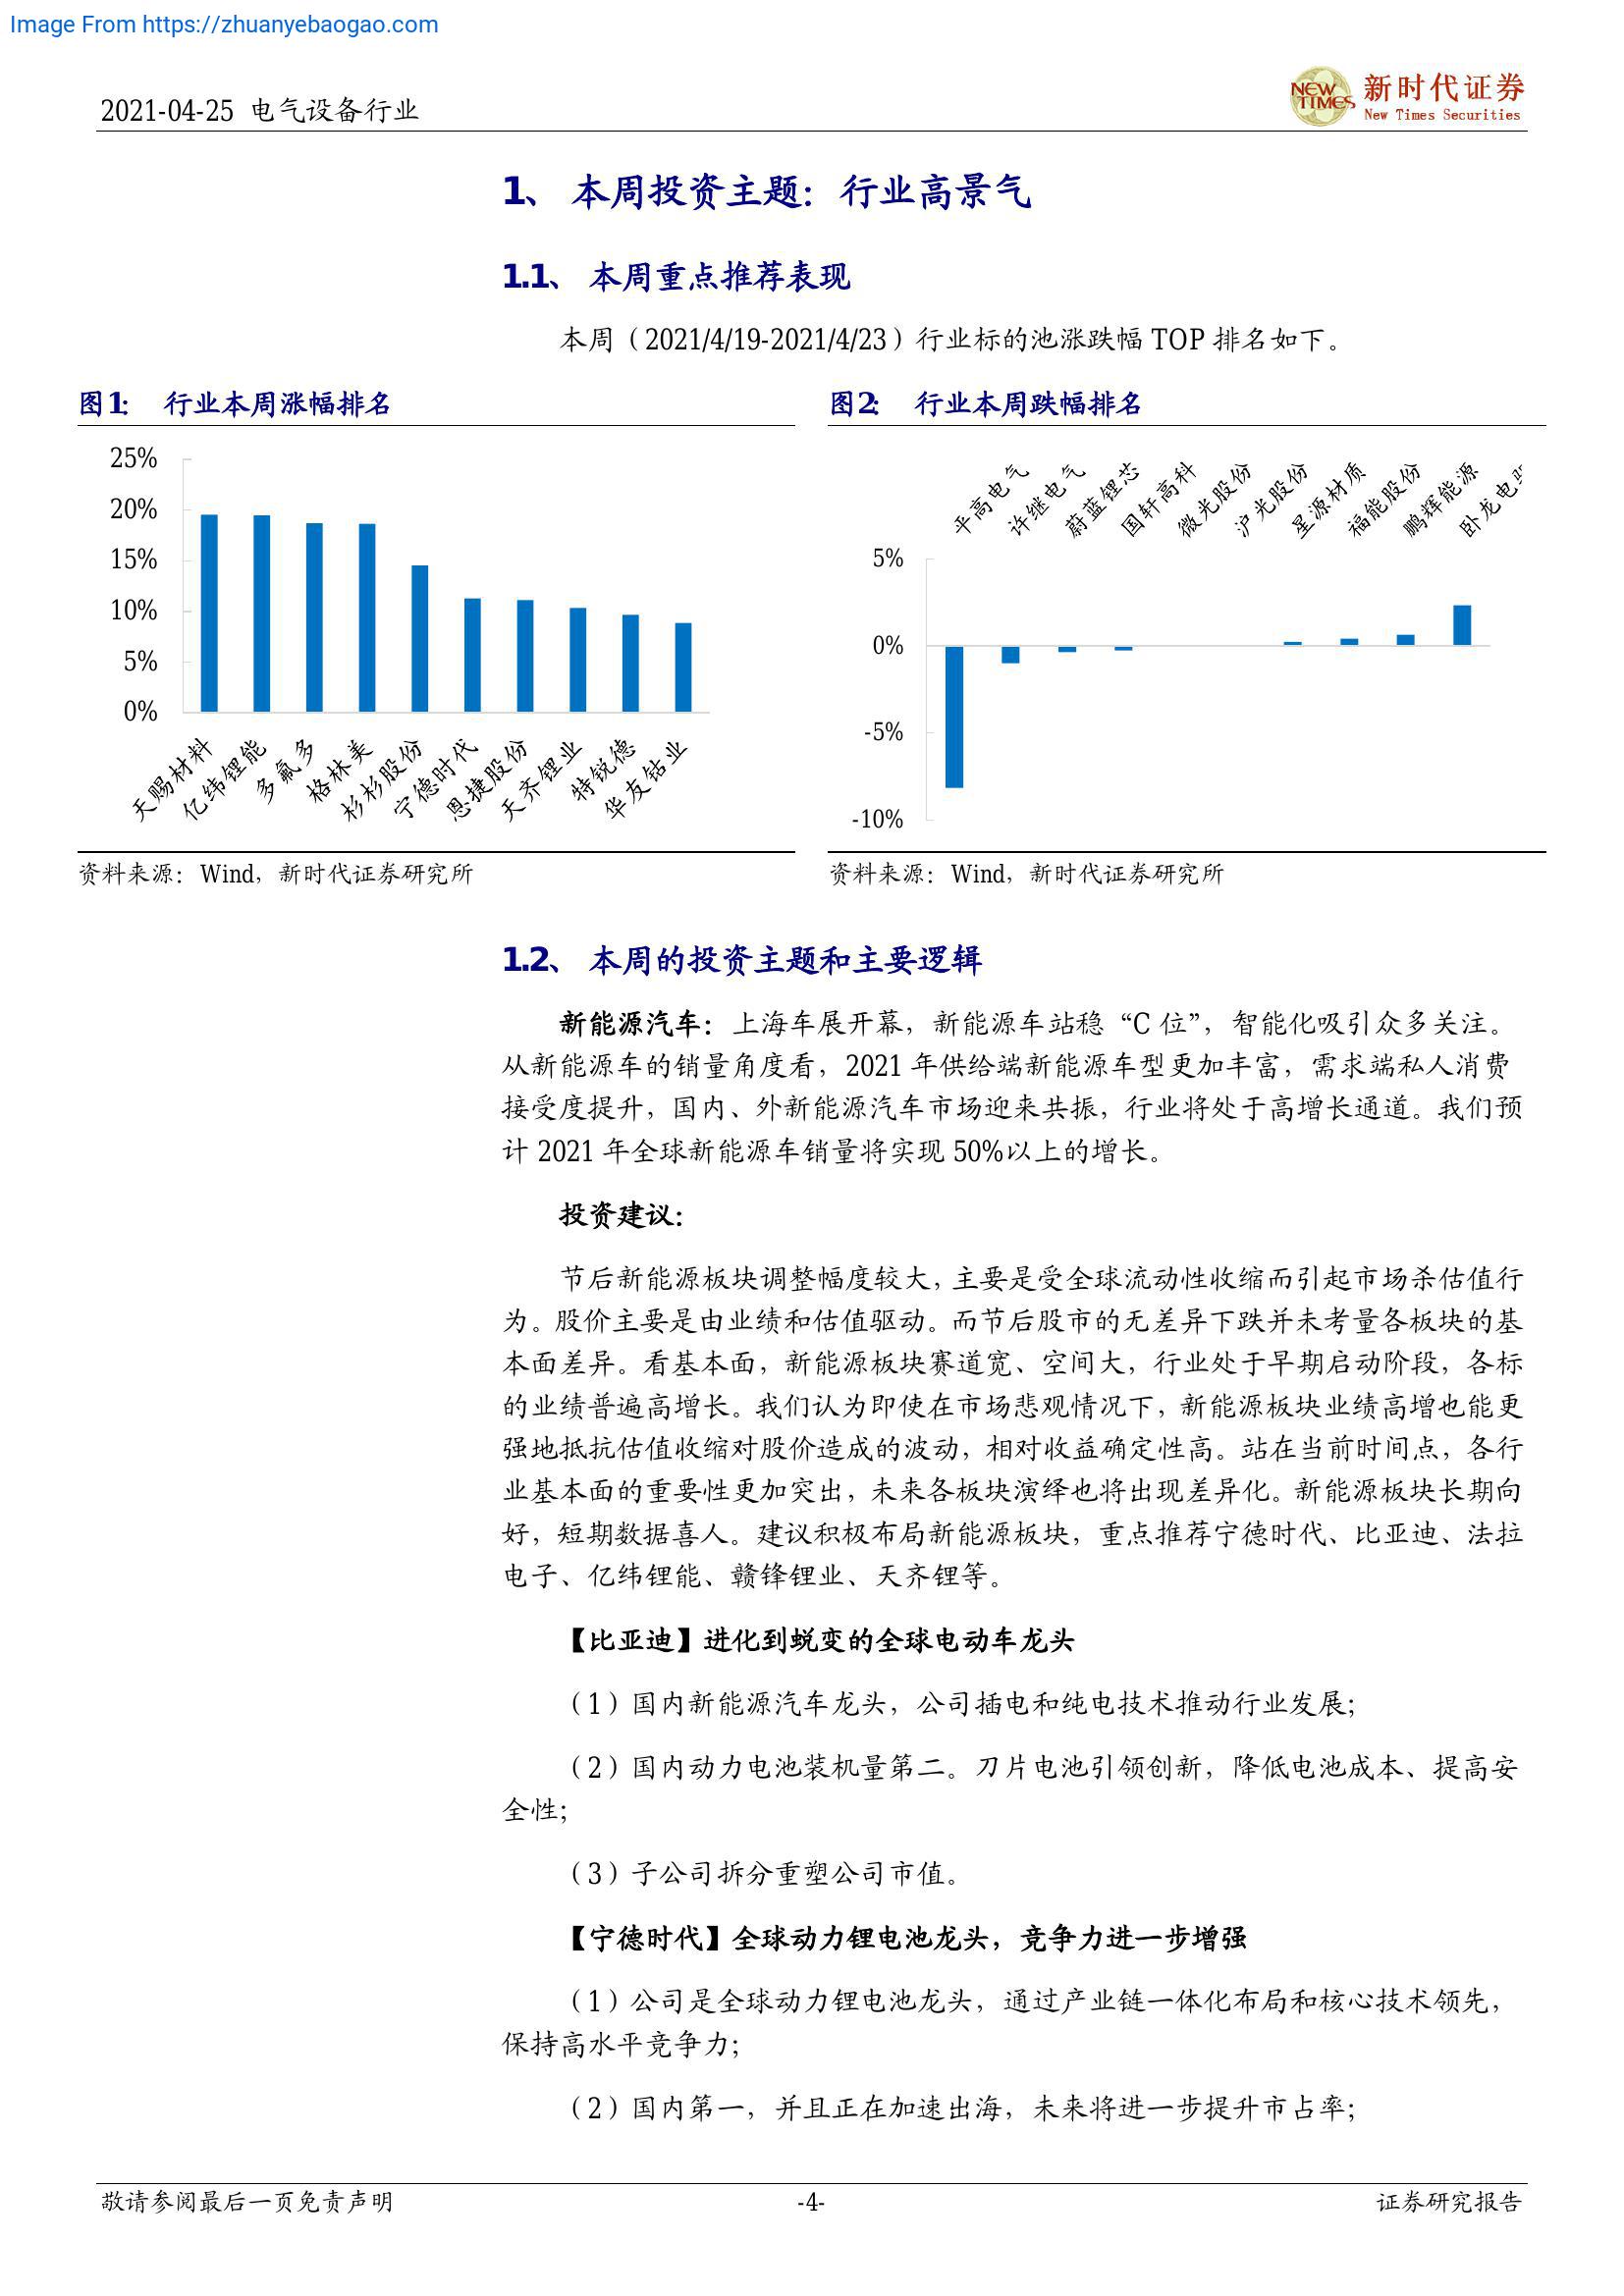 Image From https://zhuanyebaogao.com
2021-04-25 电气设备行业
NEW TIMES
新时代证券
New Times Securities
1、 本周投资主题：行业高景气
1.1、 本周重点推荐表现
本周（2021/4/19-2021/4/23）行业标的池涨跌幅 TOP 排名如下。
图1： 行业本周涨幅排名
25%
20%
15%
10%
5%
0%
天赐材料
亿纬锂能
多氟多
格林美
杉杉股份
宁德时代
恩捷股份
天齐锂业
特锐德
华友钴业
资料来源：Wind，新时代证券研究所
图2： 行业本周跌幅排名
平高电气
许继电气
蔚蓝锂芯
国轩高科
微光股份
沪光股份
星源材质
福能股份
鹏辉能源
卧龙电
5%
0%
-5%
-10%
资料来源：Wind，新时代证券研究所
1.2、 本周的投资主题和主要逻辑
新能源汽车：上海车展开幕，新能源车站稳“C 位”，智能化吸引众多关注。
从新能源车的销量角度看，2021 年供给端新能源车型更加丰富，需求端私人消费
接受度提升，国内、外新能源汽车市场迎来共振，行业将处于高增长通道。我们预
计 2021 年全球新能源车销量将实现 50%以上的增长。
投资建议：
节后新能源板块调整幅度较大，主要是受全球流动性收缩而引起市场杀估值行
为。股价主要是由业绩和估值驱动。而节后股市的无差异下跌并未考量各板块的基
本面差异。看基本面，新能源板块赛道宽、空间大，行业处于早期启动阶段，各标
的业绩普遍高增长。我们认为即使在市场悲观情况下，新能源板块业绩高增也能更
强地抵抗估值收缩对股价造成的波动，相对收益确定性高。站在当前时间点，各行
业基本面的重要性更加突出，未来各板块演绎也将出现差异化。新能源板块长期向
好，短期数据喜人。建议积极布局新能源板块，重点推荐宁德时代、比亚迪、法拉
电子、亿纬锂能、赣锋锂业、天齐锂等。
【比亚迪】进化到蜕变的全球电动车龙头
（1）国内新能源汽车龙头，公司插电和纯电技术推动行业发展；
（2）国内动力电池装机量第二。刀片电池引领创新，降低电池成本、提高安
全性；
（3）子公司拆分重塑公司市值。
【宁德时代】全球动力锂电池龙头，竞争力进一步增强
（1）公司是全球动力锂电池龙头，通过产业链一体化布局和核心技术领先，
保持高水平竞争力；
（2）国内第一，并且正在加速出海，未来将进一步提升市占率；
敬请参阅最后一页免责声明
-4-
证券研究报告